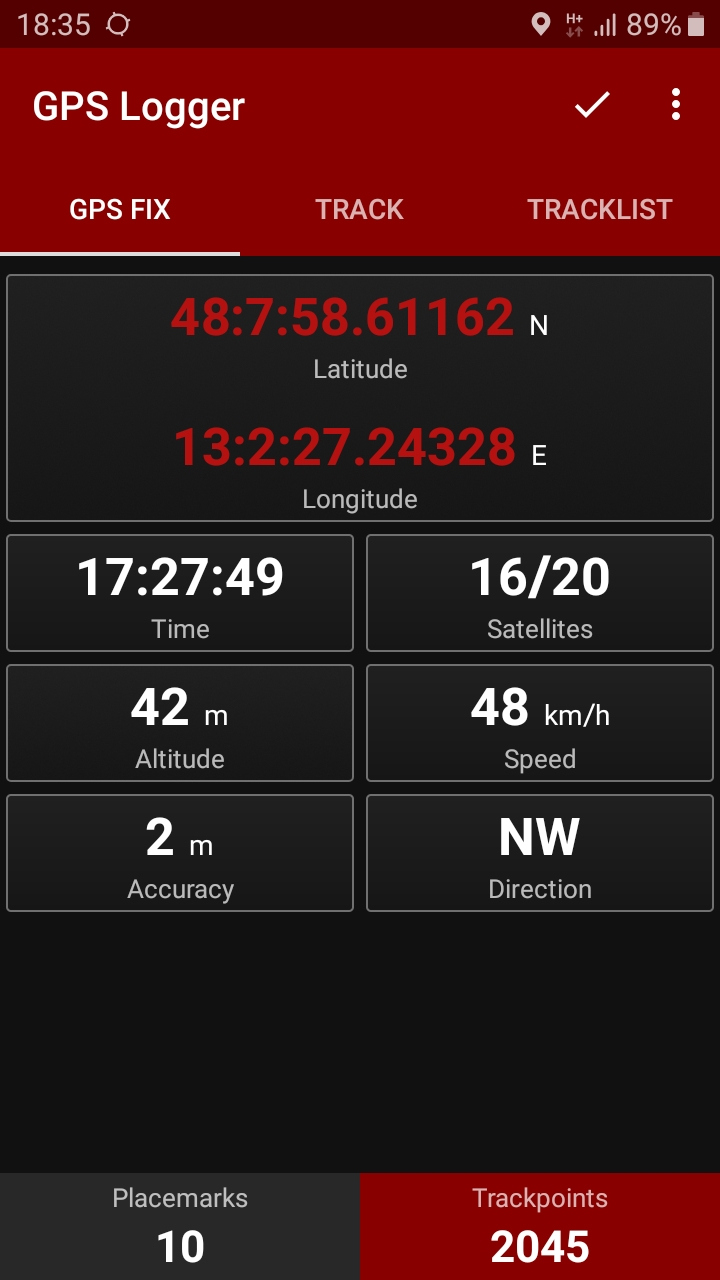 18:35 H+ 89%
GPS Logger
GPS FIX TRACK TRACKLIST
48:7:58.61162 N
Latitude
13:2:27.24328 E
Longitude
17:27:49 16/20
Time Satellites
42 m 48 km/h
Altitude Speed
2 m NW
Accuracy Direction
Placemarks Trackpoints
10 2045